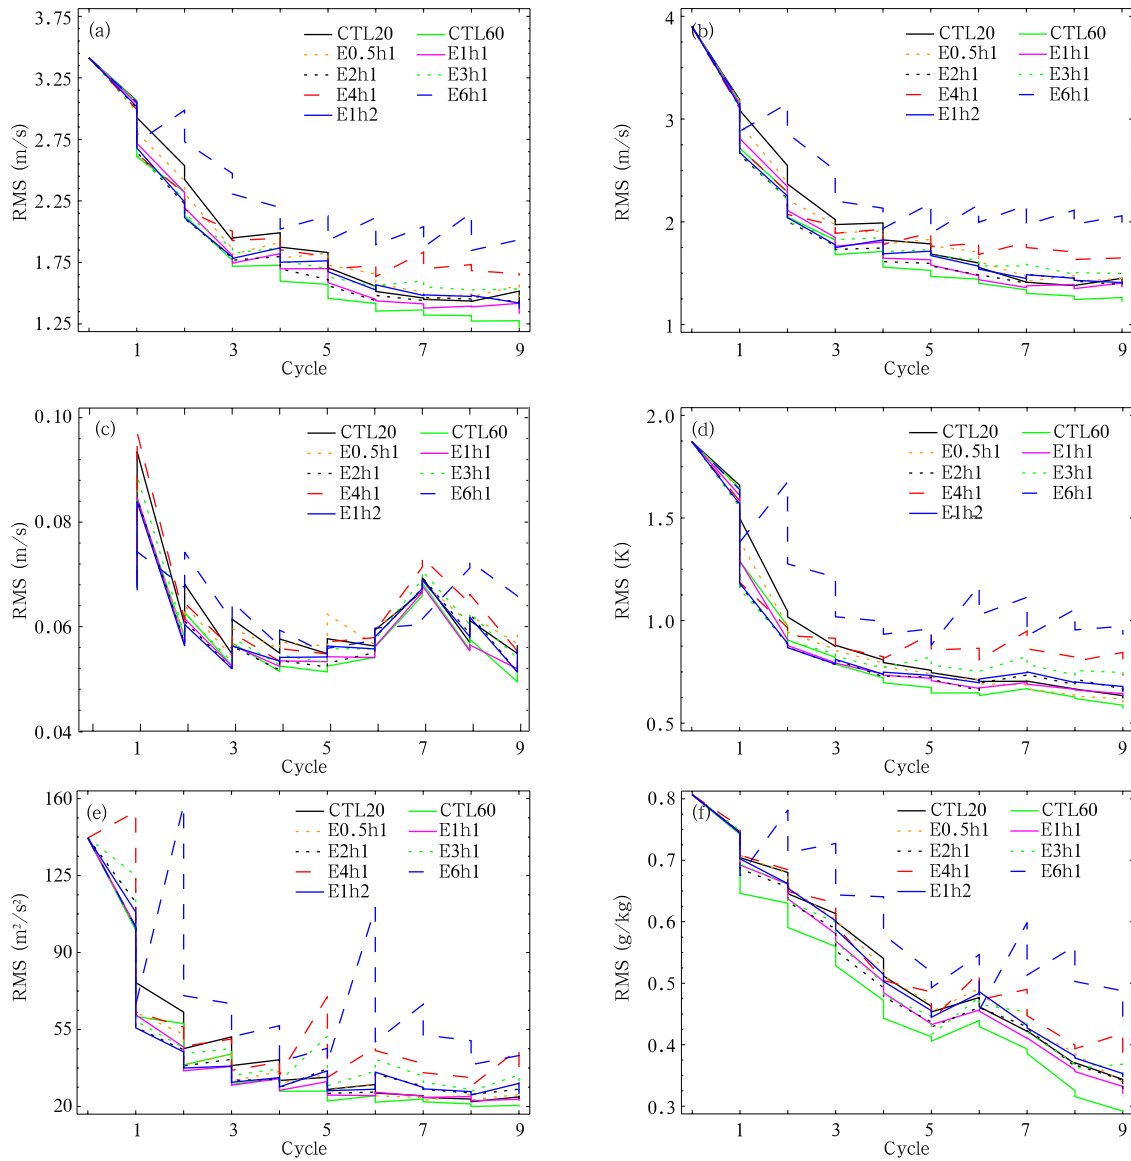 (a)
3.75
3.25
2.75
2.25
1.75
1.25
RMS (m/s)
CTL20 CTL60
E0.5h1 E1h1
E2h1 E3h1
E4h1 E6h1
E1h2
1 3 5 7 9
Cycle
(b)
4
3
2
1
RMS (m/s)
CTL20 CTL60
E0.5h1 E1h1
E2h1 E3h1
E4h1 E6h1
E1h2
1 3 5 7 9
Cycle
(c)
0.10
0.08
0.06
0.04
RMS (m/s)
CTL20 CTL60
E0.5h1 E1h1
E2h1 E3h1
E4h1 E6h1
E1h2
1 3 5 7 9
Cycle
(d)
2.0
1.5
1.0
0.5
RMS (K)
CTL20 CTL60
E0.5h1 E1h1
E2h1 E3h1
E4h1 E6h1
E1h2
1 3 5 7 9
Cycle
(e)
160
125
90
55
20
RMS (m²/s²)
CTL20 CTL60
E0.5h1 E1h1
E2h1 E3h1
E4h1 E6h1
E1h2
1 3 5 7 9
Cycle
(f)
0.8
0.7
0.6
0.5
0.4
0.3
RMS (g/kg)
CTL20 CTL60
E0.5h1 E1h1
E2h1 E3h1
E4h1 E6h1
E1h2
1 3 5 7 9
Cycle